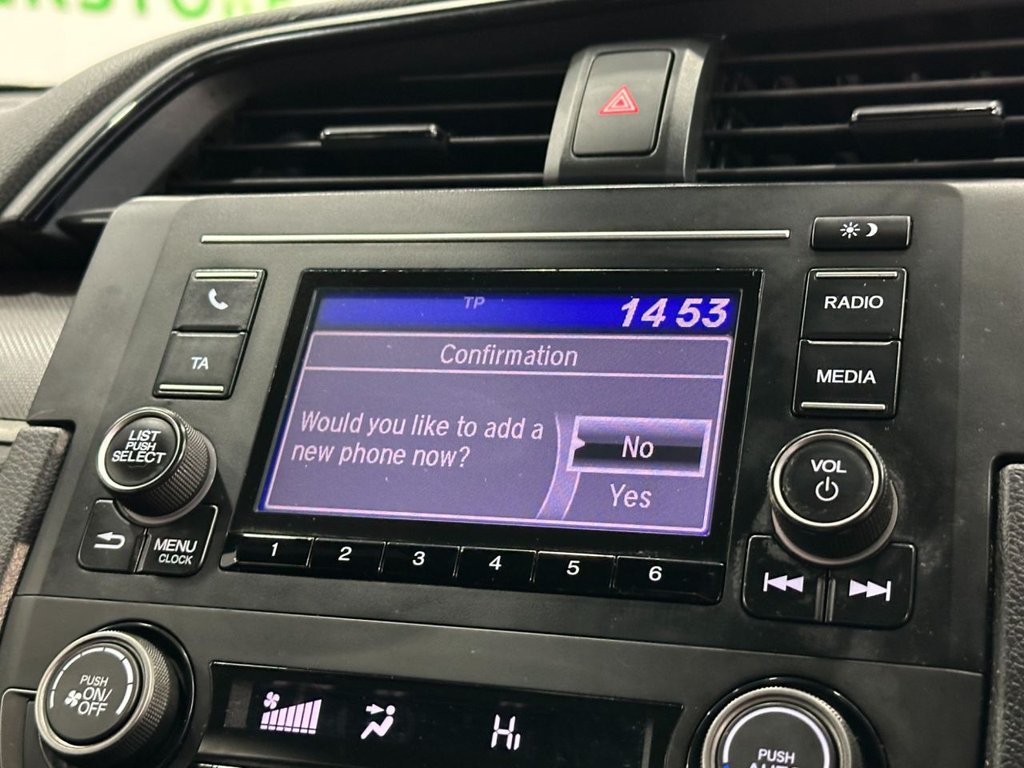 TP
14 53
Confirmation
Would you like to add a
new phone now?
No
Yes
TA
LIST
PUSH
SELECT
MENU
CLOCK
1 2 3 4 5 6
RADIO
MEDIA
VOL
PUSH
ON/
OFF
Hi
PUSH